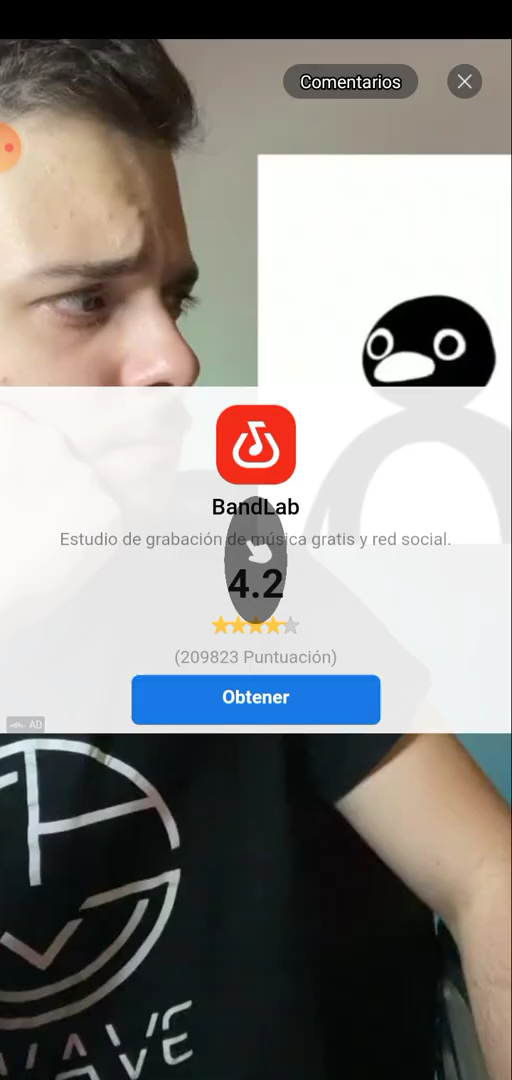 Comentarios
BandLab
Estudio de grabación de música gratis y red social.
4.2
(209823 Puntuación)
Obtener
AD